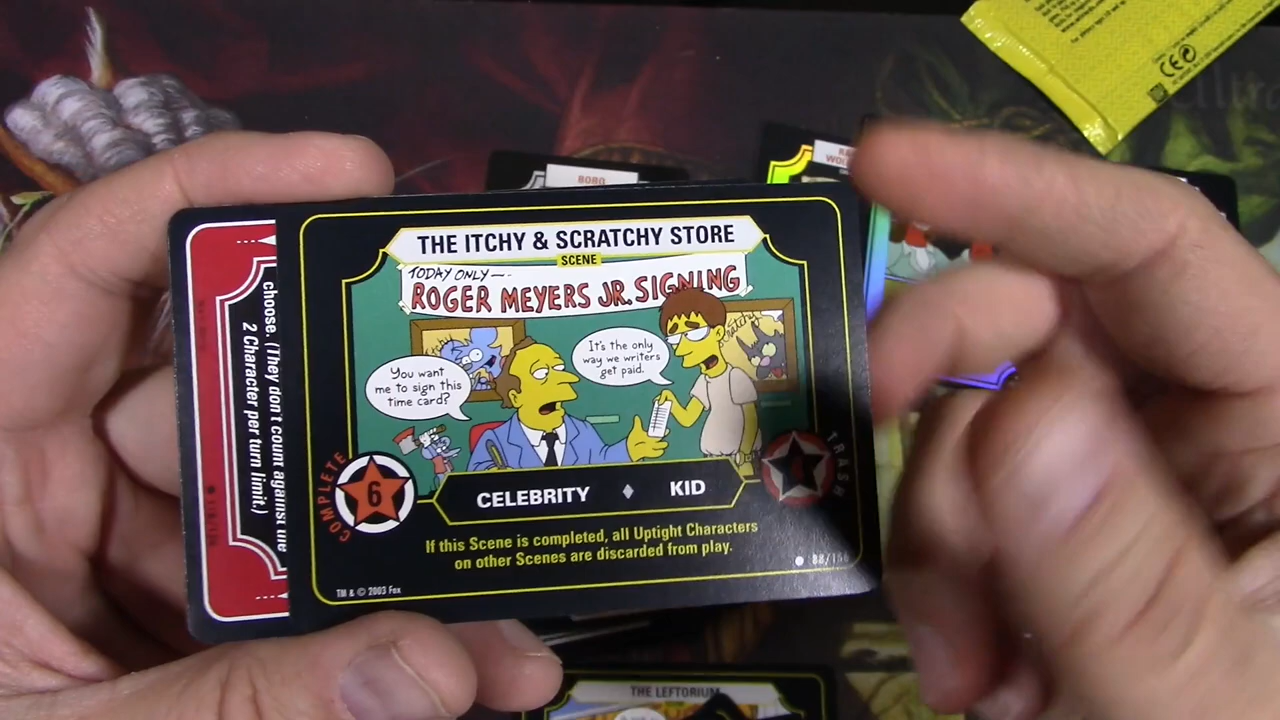 BOBO
THE ITCHY & SCRATCHY STORE
SCENE
TODAY ONLY—
ROGER MEYERS JR. SIGNING
It's the only
way we writers
get paid.
You want
me to sign this
time card?
COMPLETE
6
TRASH
CELEBRITY ♦ KID
If this Scene is completed, all Uptight Characters
on other Scenes are discarded from play.
TM & © 2003 Fox
choose. (They don't count against the
2 Character per turn limit.)
THE LEFTORIUM
CE